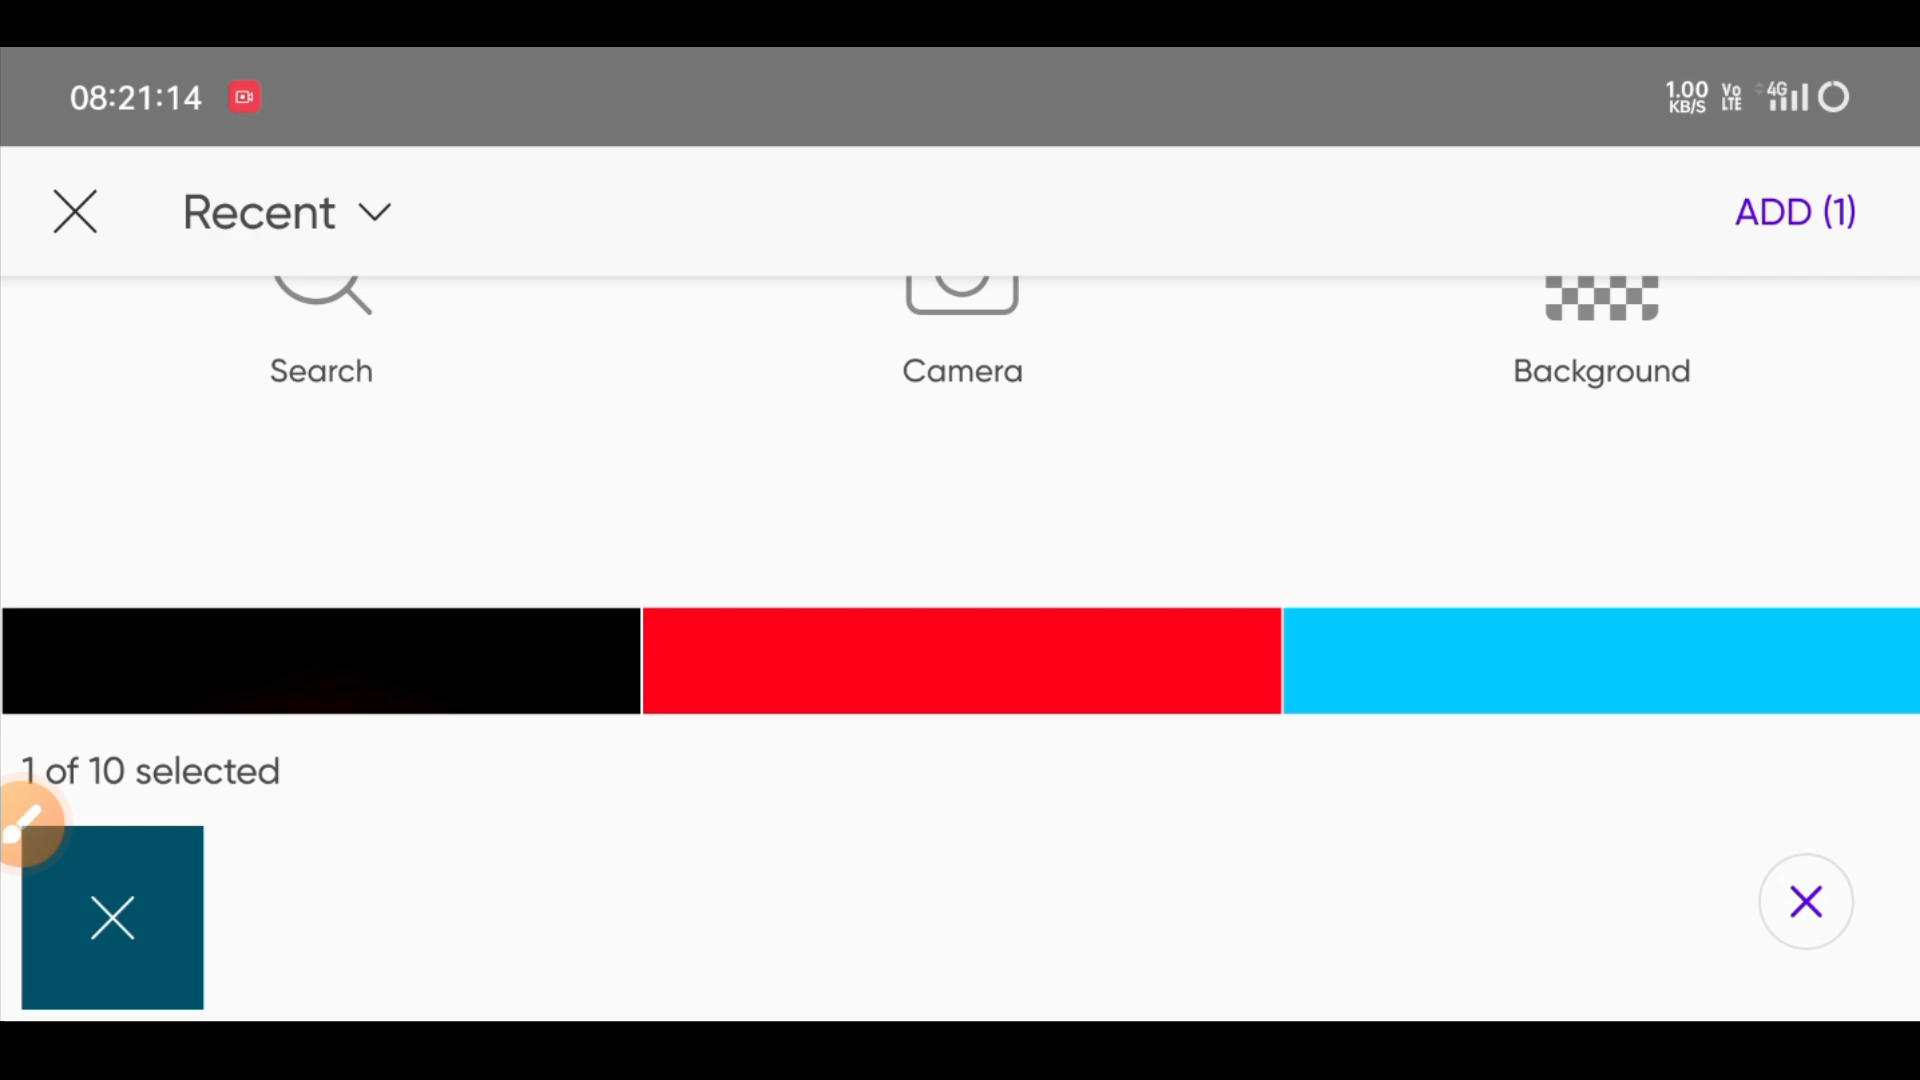 08:21:14
1.00 KB/S Vo LTE 4G
Recent
ADD (1)
Search
Camera
Background
1 of 10 selected